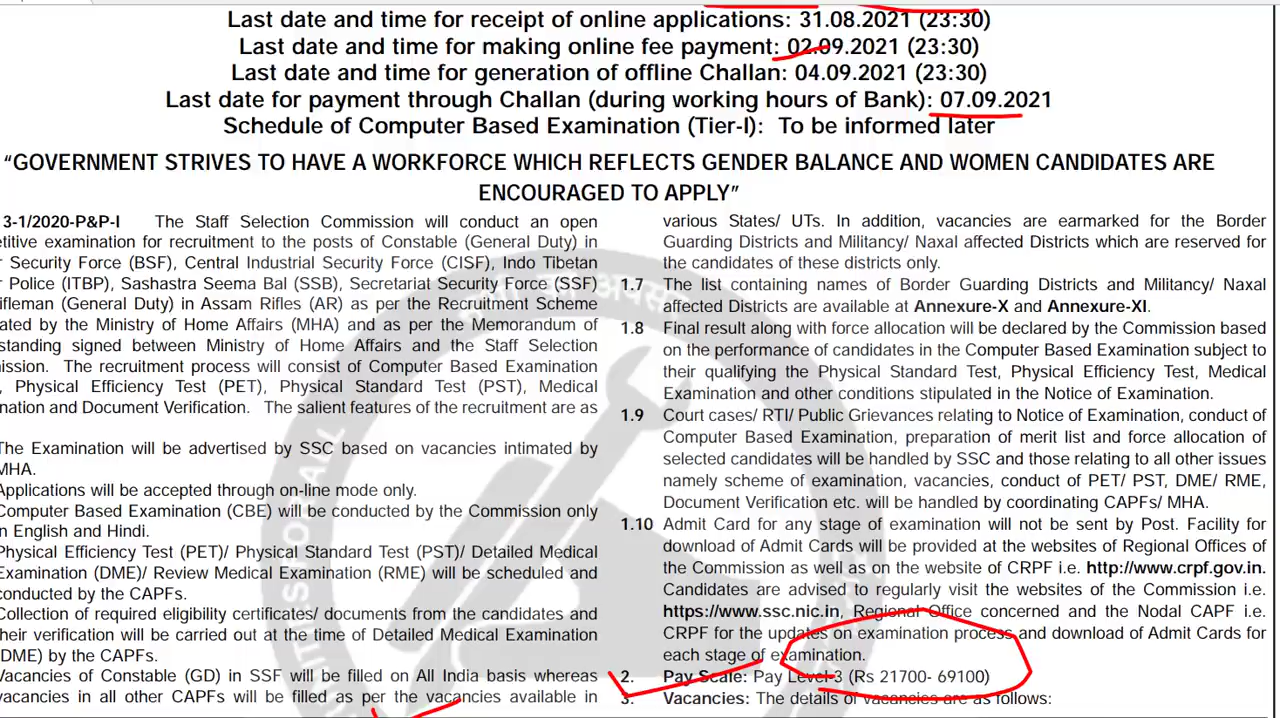 Last date and time for receipt of online applications: 31.08.2021 (23:30)
Last date and time for making online fee payment: 02.09.2021 (23:30)
Last date and time for generation of offline Challan: 04.09.2021 (23:30)
Last date for payment through Challan (during working hours of Bank): 07.09.2021
Schedule of Computer Based Examination (Tier-I): To be informed later
“GOVERNMENT STRIVES TO HAVE A WORKFORCE WHICH REFLECTS GENDER BALANCE AND WOMEN CANDIDATES ARE
ENCOURAGED TO APPLY”
3-1/2020-P&P-I The Staff Selection Commission will conduct an open
etitive examination for recruitment to the posts of Constable (General Duty) in
r Security Force (BSF), Central Industrial Security Force (CISF), Indo Tibetan
r Police (ITBP), Sashastra Seema Bal (SSB), Secretariat Security Force (SSF)
ifleman (General Duty) in Assam Rifles (AR) as per the Recruitment Scheme
ated by the Ministry of Home Affairs (MHA) and as per the Memorandum of
standing signed between Ministry of Home Affairs and the Staff Selection
ission. The recruitment process will consist of Computer Based Examination
, Physical Efficiency Test (PET), Physical Standard Test (PST), Medical
nation and Document Verification. The salient features of the recruitment are as
The Examination will be advertised by SSC based on vacancies intimated by
MHA.
Applications will be accepted through on-line mode only.
Computer Based Examination (CBE) will be conducted by the Commission only
n English and Hindi.
Physical Efficiency Test (PET)/ Physical Standard Test (PST)/ Detailed Medical
Examination (DME)/ Review Medical Examination (RME) will be scheduled and
conducted by the CAPFs.
Collection of required eligibility certificates/ documents from the candidates and
heir verification will be carried out at the time of Detailed Medical Examination
(DME) by the CAPFs.
Vacancies of Constable (GD) in SSF will be filled on All India basis whereas
vacancies in all other CAPFs will be filled as per the vacancies available in
various States/ UTs. In addition, vacancies are earmarked for the Border
Guarding Districts and Militancy/ Naxal affected Districts which are reserved for
the candidates of these districts only.
1.7 The list containing names of Border Guarding Districts and Militancy/ Naxal
affected Districts are available at Annexure-X and Annexure-XI.
1.8 Final result along with force allocation will be declared by the Commission based
on the performance of candidates in the Computer Based Examination subject to
their qualifying the Physical Standard Test, Physical Efficiency Test, Medical
Examination and other conditions stipulated in the Notice of Examination.
1.9 Court cases/ RTI/ Public Grievances relating to Notice of Examination, conduct of
Computer Based Examination, preparation of merit list and force allocation of
selected candidates will be handled by SSC and those relating to all other issues
namely scheme of examination, vacancies, conduct of PET/ PST, DME/ RME,
Document Verification etc. will be handled by coordinating CAPFs/ MHA.
1.10 Admit Card for any stage of examination will not be sent by Post. Facility for
download of Admit Cards will be provided at the websites of Regional Offices of
the Commission as well as on the website of CRPF i.e. http://www.crpf.gov.in.
Candidates are advised to regularly visit the websites of the Commission i.e.
https://www.ssc.nic.in, Regional Office concerned and the Nodal CAPF i.e.
CRPF for the updates on examination process and download of Admit Cards for
each stage of examination.
2. Pay Scale: Pay Level-3 (Rs 21700- 69100)
3. Vacancies: The details of vacancies are as follows: